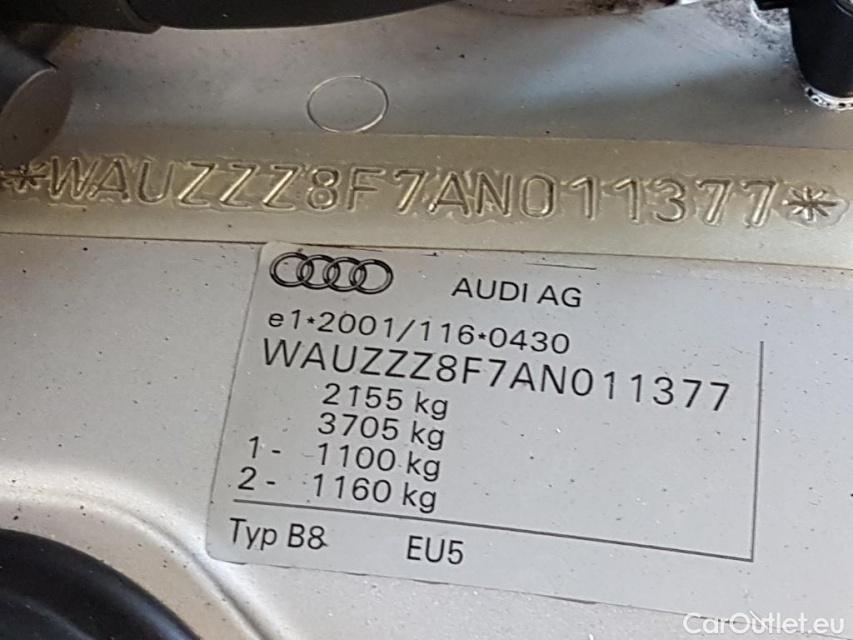 *WAUZZZ8F7AN011377*
AUDI AG
e1*2001/116*0430
WAUZZZ8F7AN011377
2155 kg
3705 kg
1- 1100 kg
2- 1160 kg
Typ B8 EU5
CarOutlet.eu